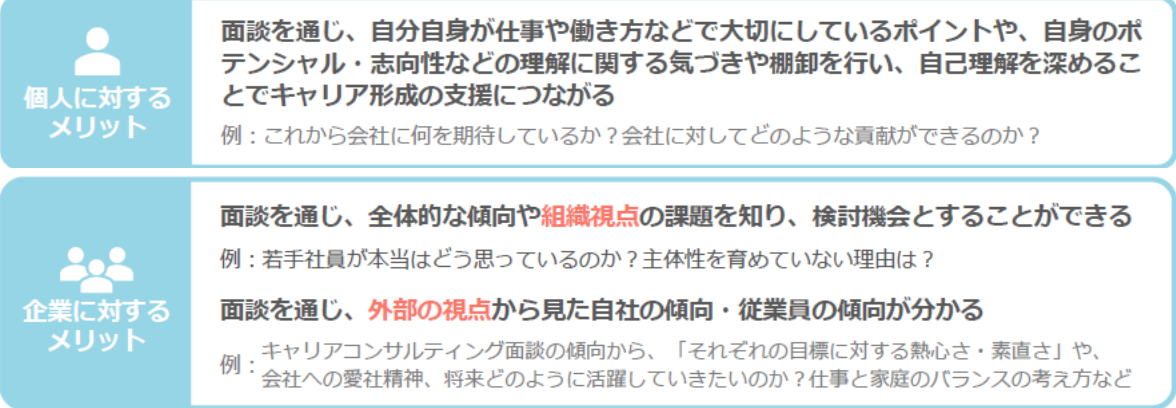 個人に対する
メリット
面談を通じ、自分自身が仕事や働き方などで大切にしているポイントや、自身のポ
テンシャル・志向性などの理解に関する気づきや棚卸を行い、自己理解を深めるこ
とでキャリア形成の支援につながる
例：これから会社に何を期待しているか？会社に対してどのような貢献ができるのか？
企業に対する
メリット
面談を通じ、全体的な傾向や組織視点の課題を知り、検討機会とすることができる
例：若手社員が本当はどう思っているのか？主体性を育めていない理由は？
面談を通じ、外部の視点から見た自社の傾向・従業員の傾向が分かる
例：キャリアコンサルティング面談の傾向から、「それぞれの目標に対する熱心さ・素直さ」や、
会社への愛社精神、将来どのように活躍していきたいのか？仕事と家庭のバランスの考え方など